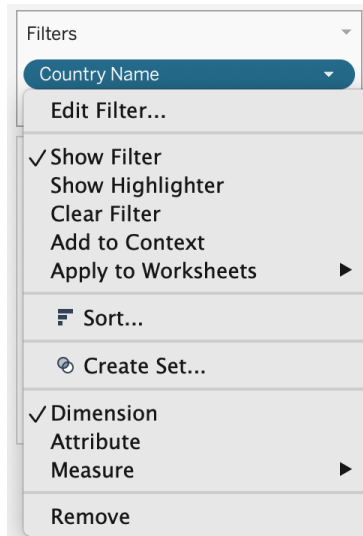 Filters
Country Name
Edit Filter...
Show Filter
Show Highlighter
Clear Filter
Add to Context
Apply to Worksheets
Sort...
Create Set...
Dimension
Attribute
Measure
Remove